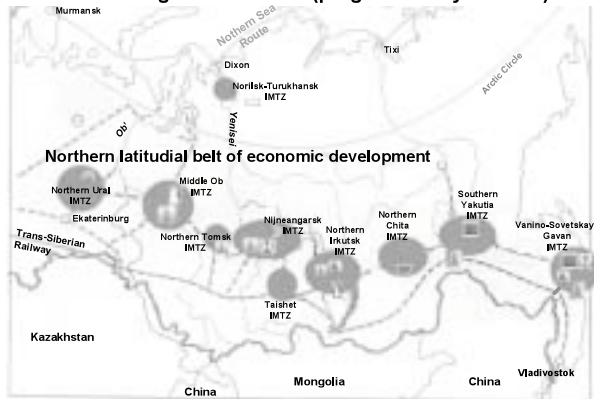 Murmansk
Northern Sea
Route
Tixi
Arctic Circle
Dixon
Norilsk-Turukhansk
IMTZ
Ob'
Yenisei
Northern latitudial belt of economic development
Northern Ural
IMTZ
Middle Ob
IMTZ
Ekaterinburg
Trans-Siberian
Railway
Northern Tomsk
IMTZ
Nijneangarsk
IMTZ
Northern
Irkutsk
IMTZ
Northern
Chita
IMTZ
Southern
Yakutia
IMTZ
Vanino-Sovetskaya
Gavan
IMTZ
Taishet
IMTZ
Kazakhstan
China
Mongolia
China
Vladivostok